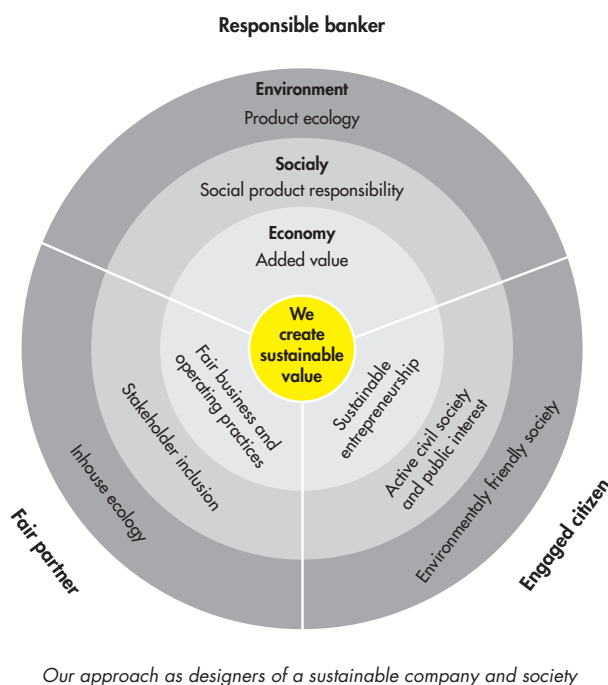 Responsible banker
Environment
Product ecology
Socialy
Social product responsibility
Economy
Added value
We
create
sustainable
value
Fair business and
operating practices
Stakeholder inclusion
Inhouse ecology
Fair partner
Sustainable
entrepreneurship
Active civil society
and public interest
Environmentaly friendly society
Engaged citizen
Our approach as designers of a sustainable company and society